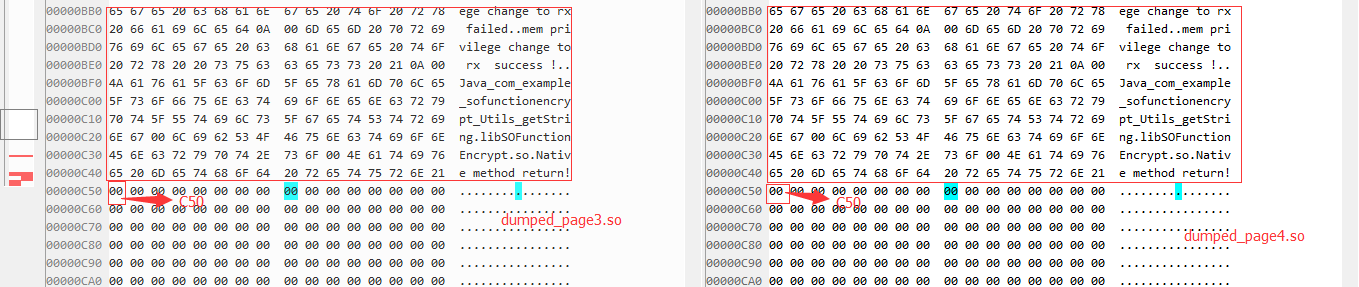 00000BB0 65 67 65 20 63 68 61 6E 67 65 20 74 6F 20 72 78 ege change to rx
00000BC0 20 66 61 69 6C 65 64 0A 00 6D 65 6D 20 70 72 69 failed..mem pri
00000BD0 76 69 6C 65 67 65 20 63 68 61 6E 67 65 20 74 6F vilege change to
00000BE0 20 72 78 20 20 73 75 63 63 65 73 73 20 21 0A 00 rx  success !..
00000BF0 4A 61 76 61 5F 63 6F 6D 5F 65 78 61 6D 70 6C 65 Java_com_example
00000C00 5F 73 6F 66 75 6E 63 74 69 6F 6E 65 6E 63 72 79 _sofunctionencry
00000C10 70 74 5F 55 74 69 6C 73 5F 67 65 74 53 74 72 69 pt_Utils_getStri
00000C20 6E 67 00 6C 69 62 53 4F 46 75 6E 63 74 69 6F 6E ng.libSOFunction
00000C30 45 6E 63 72 79 70 74 2E 73 6F 00 4E 61 74 69 76 Encrypt.so.Nativ
00000C40 65 20 6D 65 74 68 6F 64 20 72 65 74 75 72 6E 21 e method return!
00000C50 00 00 00 00 00 00 00 00 00 00 00 00 00 00 00 00 ................
C50
00000C60 00 00 00 00 00 00 00 00 00 00 00 00 00 00 00 00 ................
dumped_page3.so
00000C70 00 00 00 00 00 00 00 00 00 00 00 00 00 00 00 00 ................
00000C80 00 00 00 00 00 00 00 00 00 00 00 00 00 00 00 00 ................
00000C90 00 00 00 00 00 00 00 00 00 00 00 00 00 00 00 00 ................
00000CA0 00 00 00 00 00 00 00 00 00 00 00 00 00 00 00 00 ................
00000BB0 65 67 65 20 63 68 61 6E 67 65 20 74 6F 20 72 78 ege change to rx
00000BC0 20 66 61 69 6C 65 64 0A 00 6D 65 6D 20 70 72 69 failed..mem pri
00000BD0 76 69 6C 65 67 65 20 63 68 61 6E 67 65 20 74 6F vilege change to
00000BE0 20 72 78 20 20 73 75 63 63 65 73 73 20 21 0A 00 rx  success !..
00000BF0 4A 61 76 61 5F 63 6F 6D 5F 65 78 61 6D 70 6C 65 Java_com_example
00000C00 5F 73 6F 66 75 6E 63 74 69 6F 6E 65 6E 63 72 79 _sofunctionencry
00000C10 70 74 5F 55 74 69 6C 73 5F 67 65 74 53 74 72 69 pt_Utils_getStri
00000C20 6E 67 00 6C 69 62 53 4F 46 75 6E 63 74 69 6F 6E ng.libSOFunction
00000C30 45 6E 63 72 79 70 74 2E 73 6F 00 4E 61 74 69 76 Encrypt.so.Nativ
00000C40 65 20 6D 65 74 68 6F 64 20 72 65 74 75 72 6E 21 e method return!
00000C50 00 00 00 00 00 00 00 00 00 00 00 00 00 00 00 00 ................
C50
00000C60 00 00 00 00 00 00 00 00 00 00 00 00 00 00 00 00 ................
00000C70 00 00 00 00 00 00 00 00 00 00 00 00 00 00 00 00 ................
dumped_page4.so
00000C80 00 00 00 00 00 00 00 00 00 00 00 00 00 00 00 00 ................
00000C90 00 00 00 00 00 00 00 00 00 00 00 00 00 00 00 00 ................
00000CA0 00 00 00 00 00 00 00 00 00 00 00 00 00 00 00 00 ................